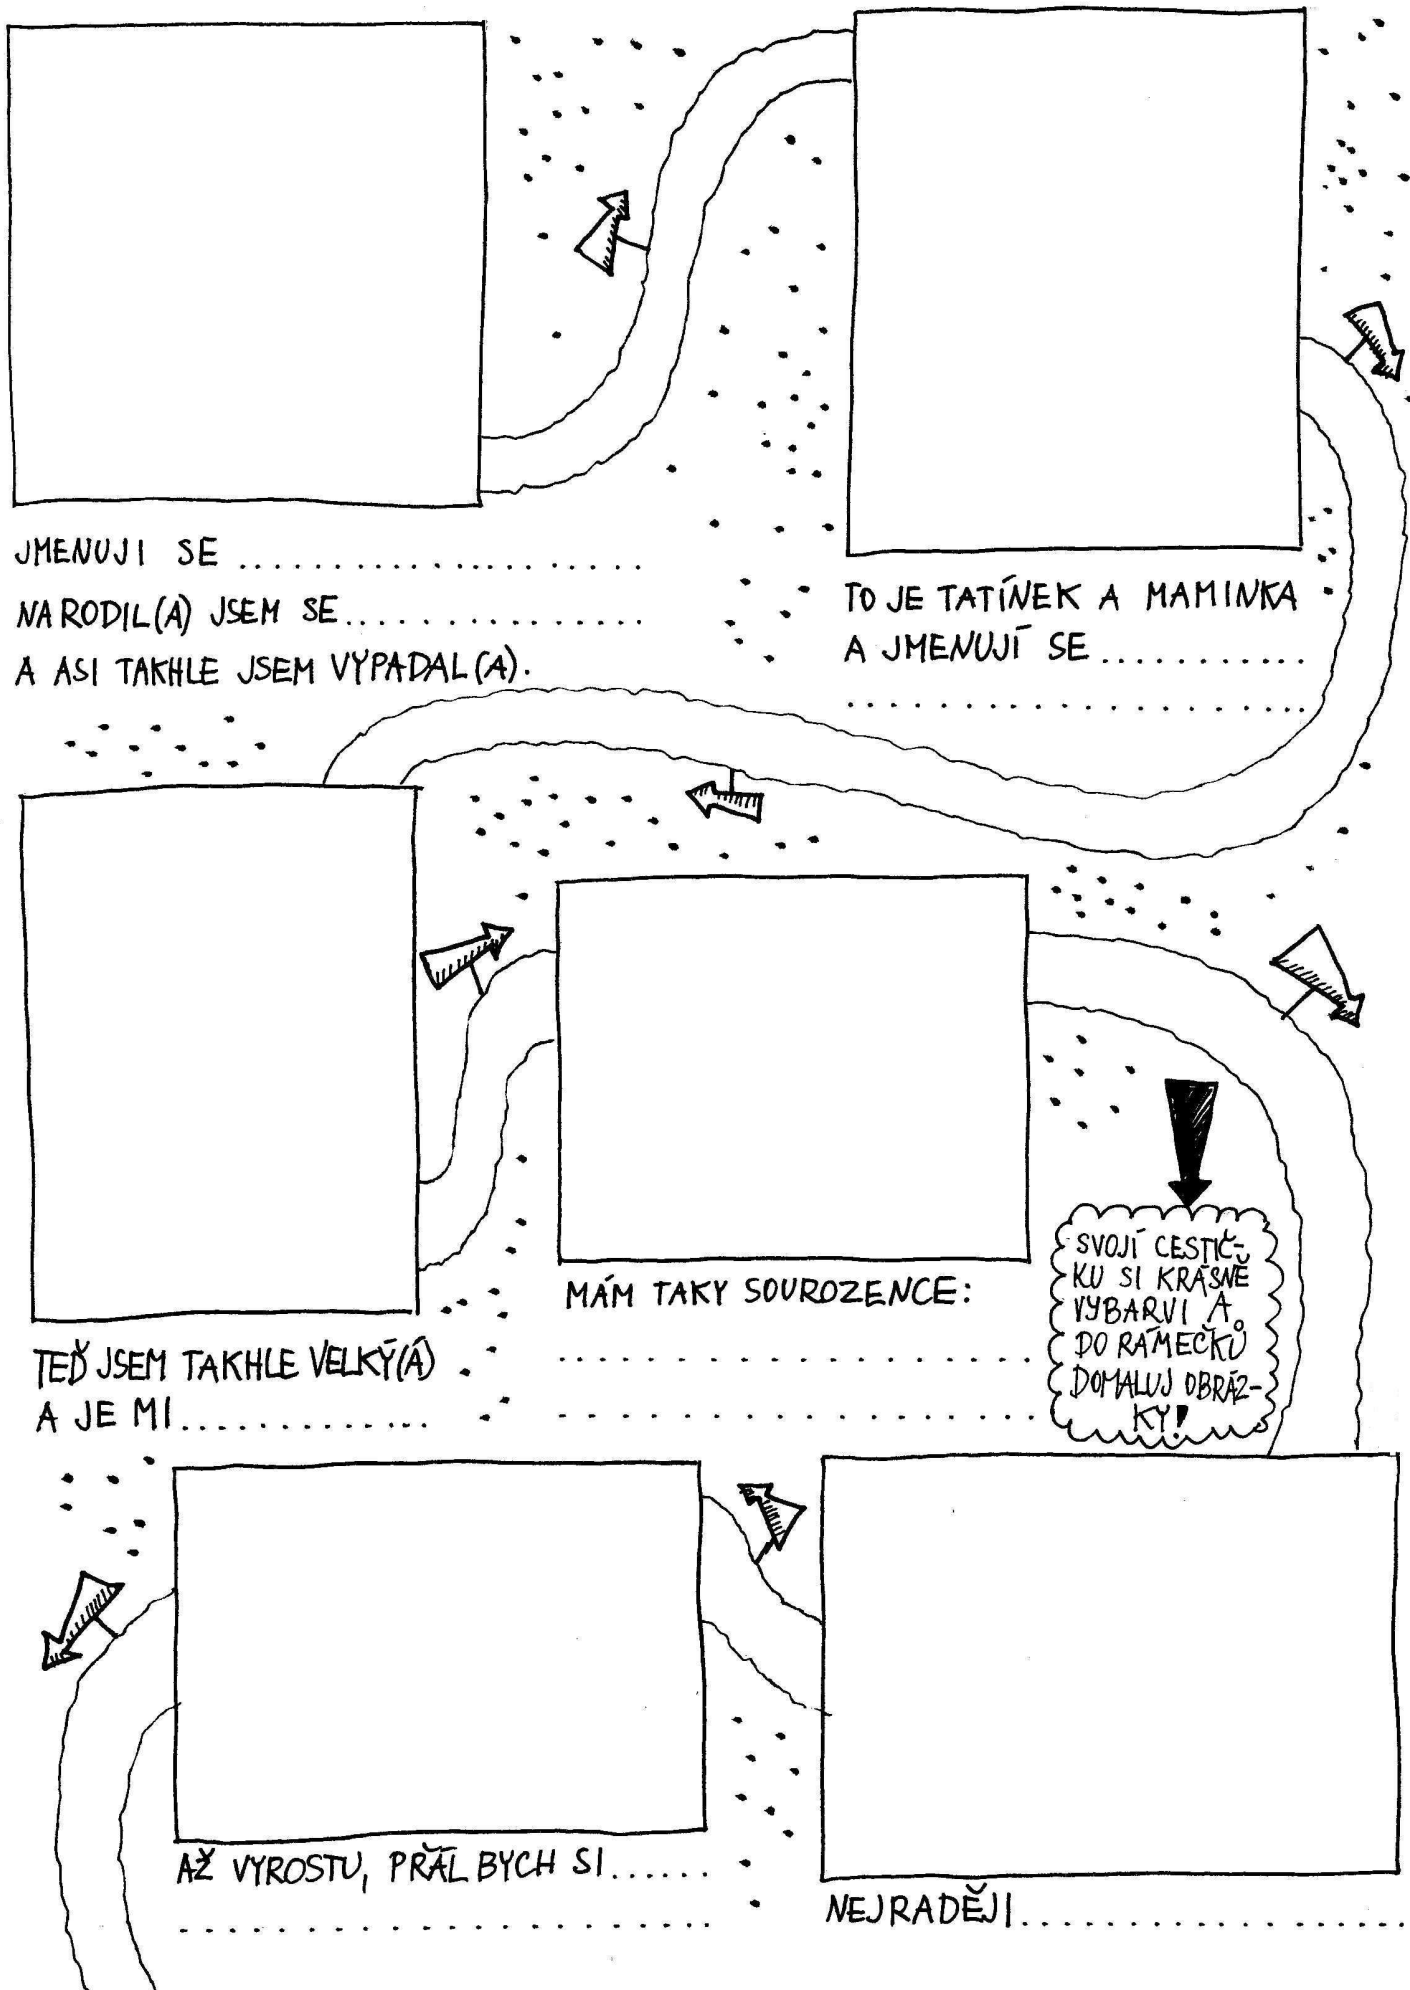 JMENUJI SE ......................
NARODIL(A) JSEM SE................
A ASI TAKHLE JSEM VYPADAL(A).
TO JE TATÍNEK A MAMINKA
A JMENUJÍ SE ...........
...................
TEĎ JSEM TAKHLE VELKÝ(Á)
A JE MI.............
MÁM TAKY SOUROZENCE:
.......................
.......................
SVOJÍ CESTIČ-
KU SI KRÁSNĚ
VYBARVI A
DO RÁMEČKŮ
DOMALUJ OBRÁZ-
KY!
AŽ VYROSTU, PŘÁL BYCH SI......
........................
NEJRADĚJI.................